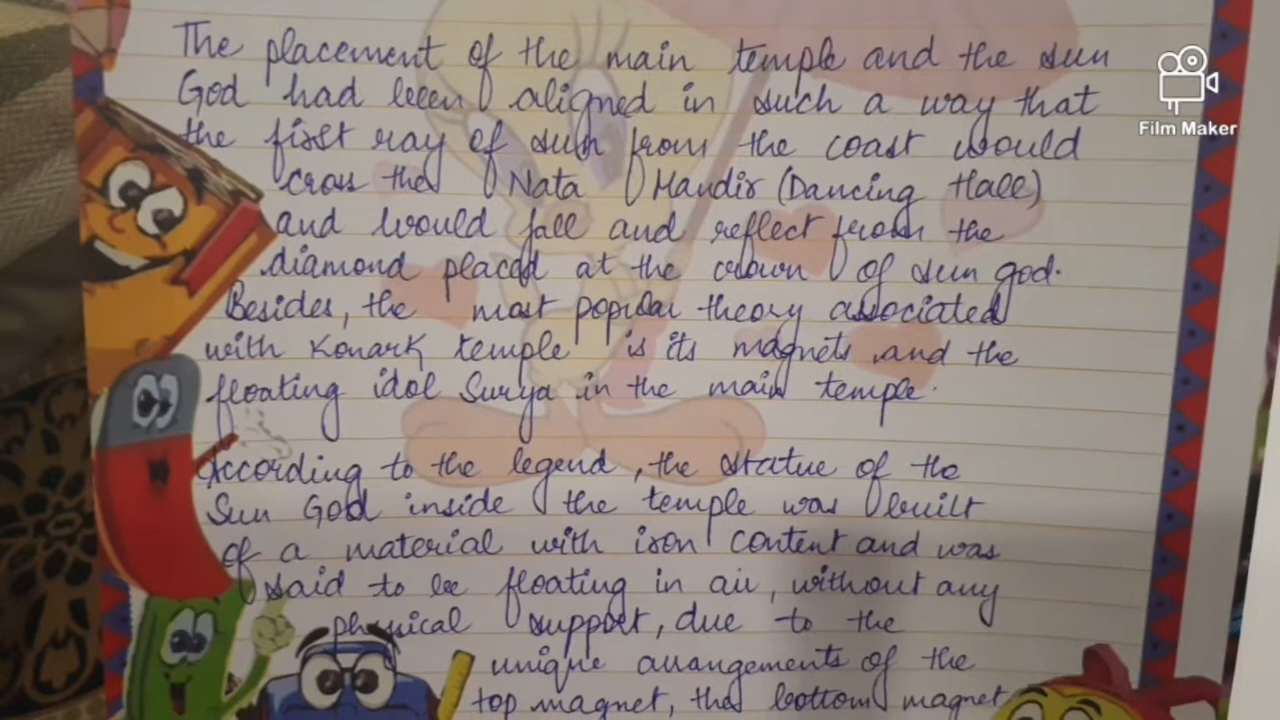 The placement of the main temple and the sun
God had been aligned in such a way that
the first ray of sun from the coast would
cross the Nata Mandir (Dancing Hall)
and would fall and reflect from the
diamond placed at the crown of sun god.
Besides, the most popular theory associated
with Konark temple is its magnets and the
floating idol Surya in the main temple.
According to the legend, the statue of the
Sun God inside the temple was built
of a material with iron content and was
said to be floating in air, without any
physical support, due to the
unique arrangements of the
top magnet, the bottom magnet
Film Maker